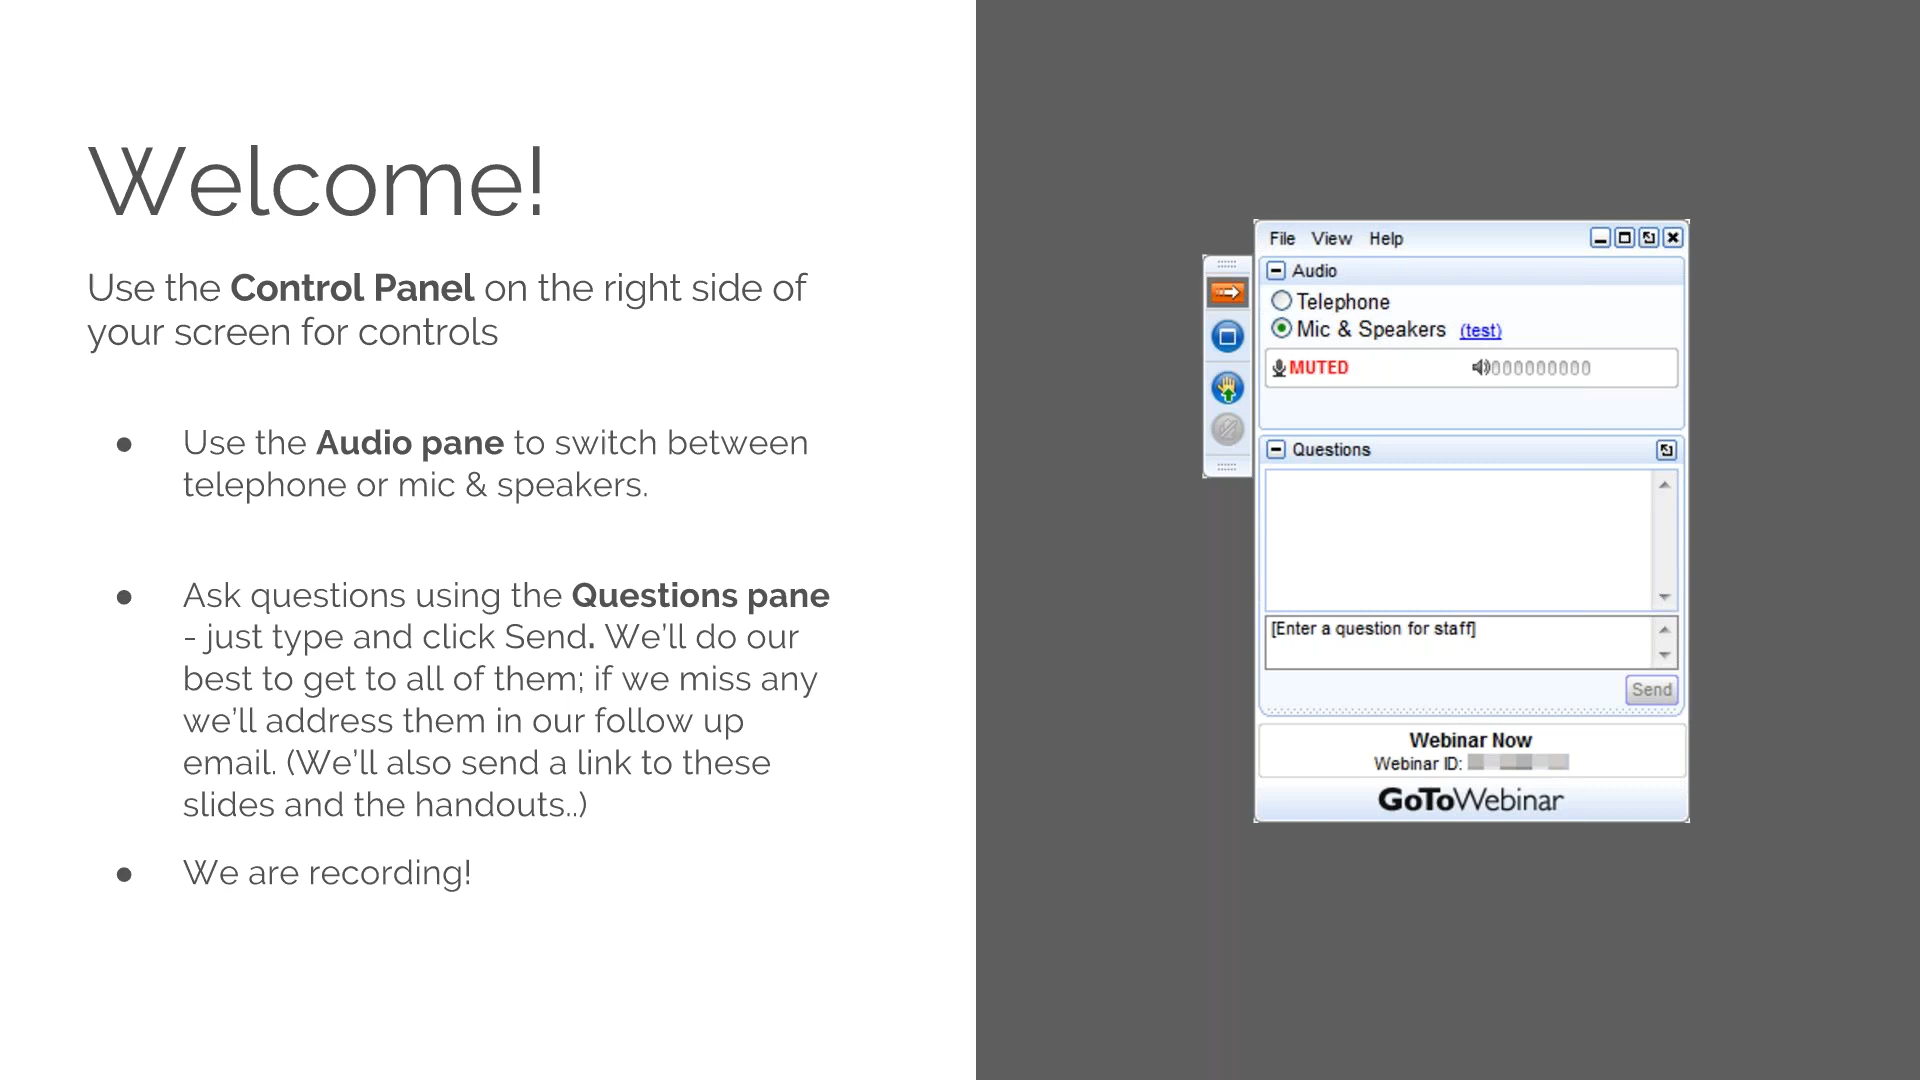 Welcome!
Use the Control Panel on the right side of
your screen for controls
● Use the Audio pane to switch between
telephone or mic & speakers.
● Ask questions using the Questions pane
- just type and click Send. We’ll do our
best to get to all of them; if we miss any
we’ll address them in our follow up
email. (We’ll also send a link to these
slides and the handouts..)
● We are recording!
File View Help
Audio
Telephone
Mic & Speakers (test)
MUTED
Questions
[Enter a question for staff]
Send
Webinar Now
Webinar ID:
GoToWebinar